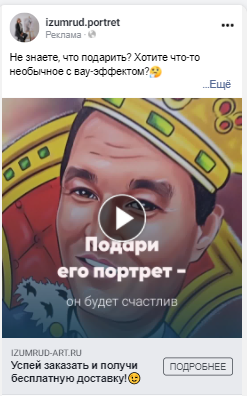 izumrud.portret
Реклама ·
Не знаете, что подарить? Хотите что-то
необычное с вау-эффектом?🤔
...Ещё
Подари
его портрет -
он будет счастлив
IZUMRUD-ART.RU
Успей заказать и получи
бесплатную доставку!😉
ПОДРОБНЕЕ